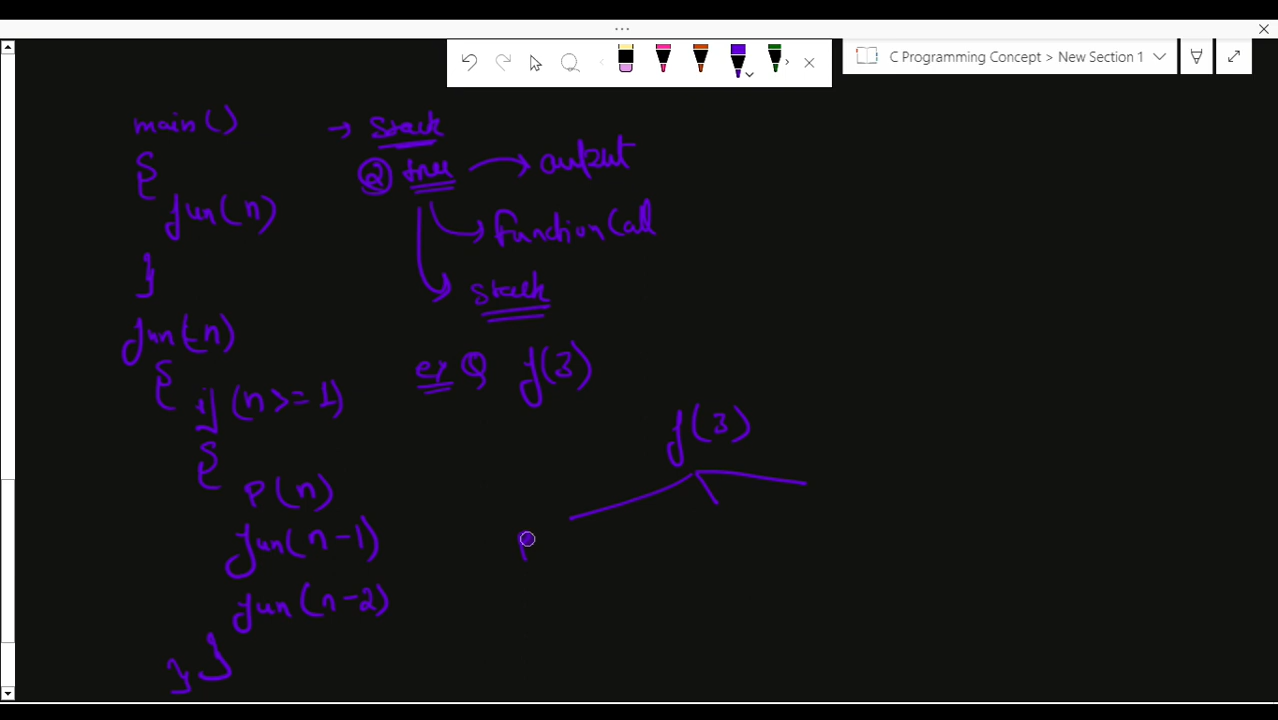 C Programming Concept > New Section 1
main()
{
fun(n)
}
fun(n)
{
if (n >= 1)
{
P(n)
fun(n-1)
fun(n-2)
} }
→ Stack
② tree → output
→ function Call
→ Stack
ex Q f(3)
f(3)